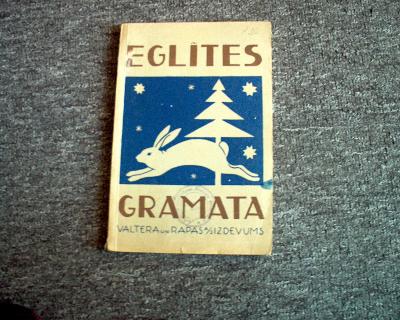 EGLĪTES
GRAMATA
VALTERA UN RAPAS A/S IZDEVUMS